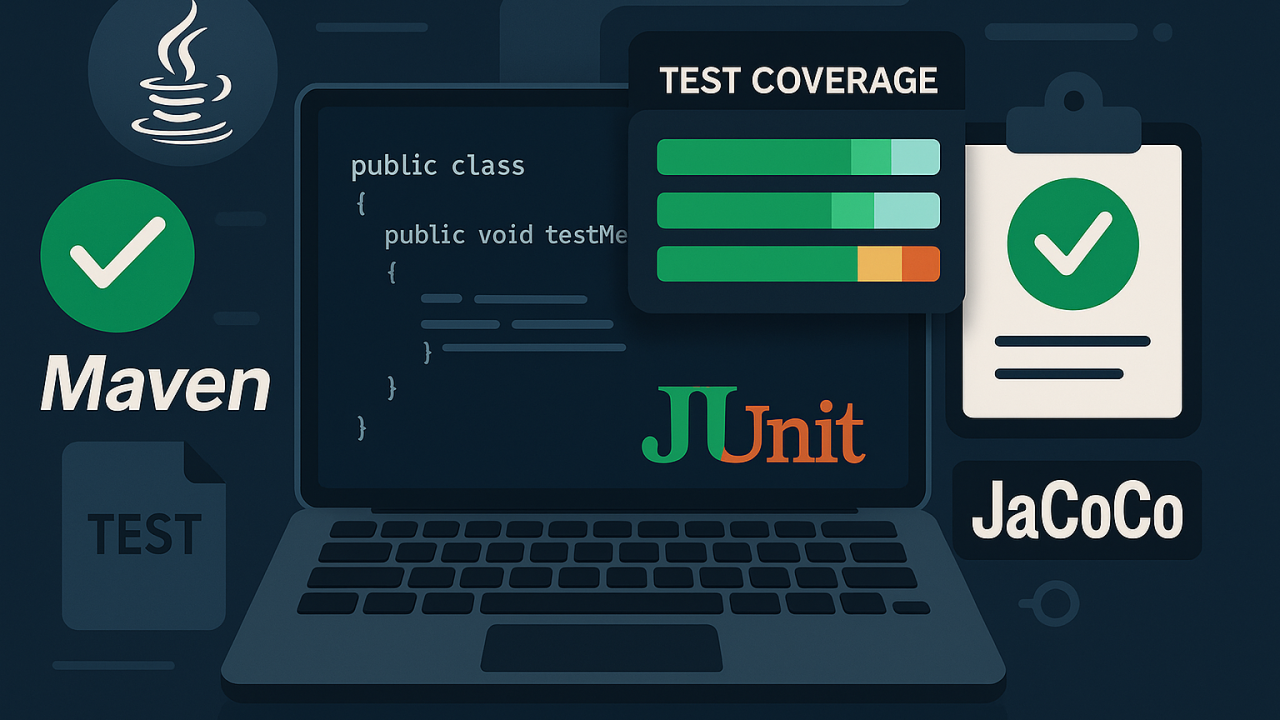 TEST COVERAGE
public class
{
public void testMe
{
}
}
}
JUnit
Maven
TEST
JaCoCo